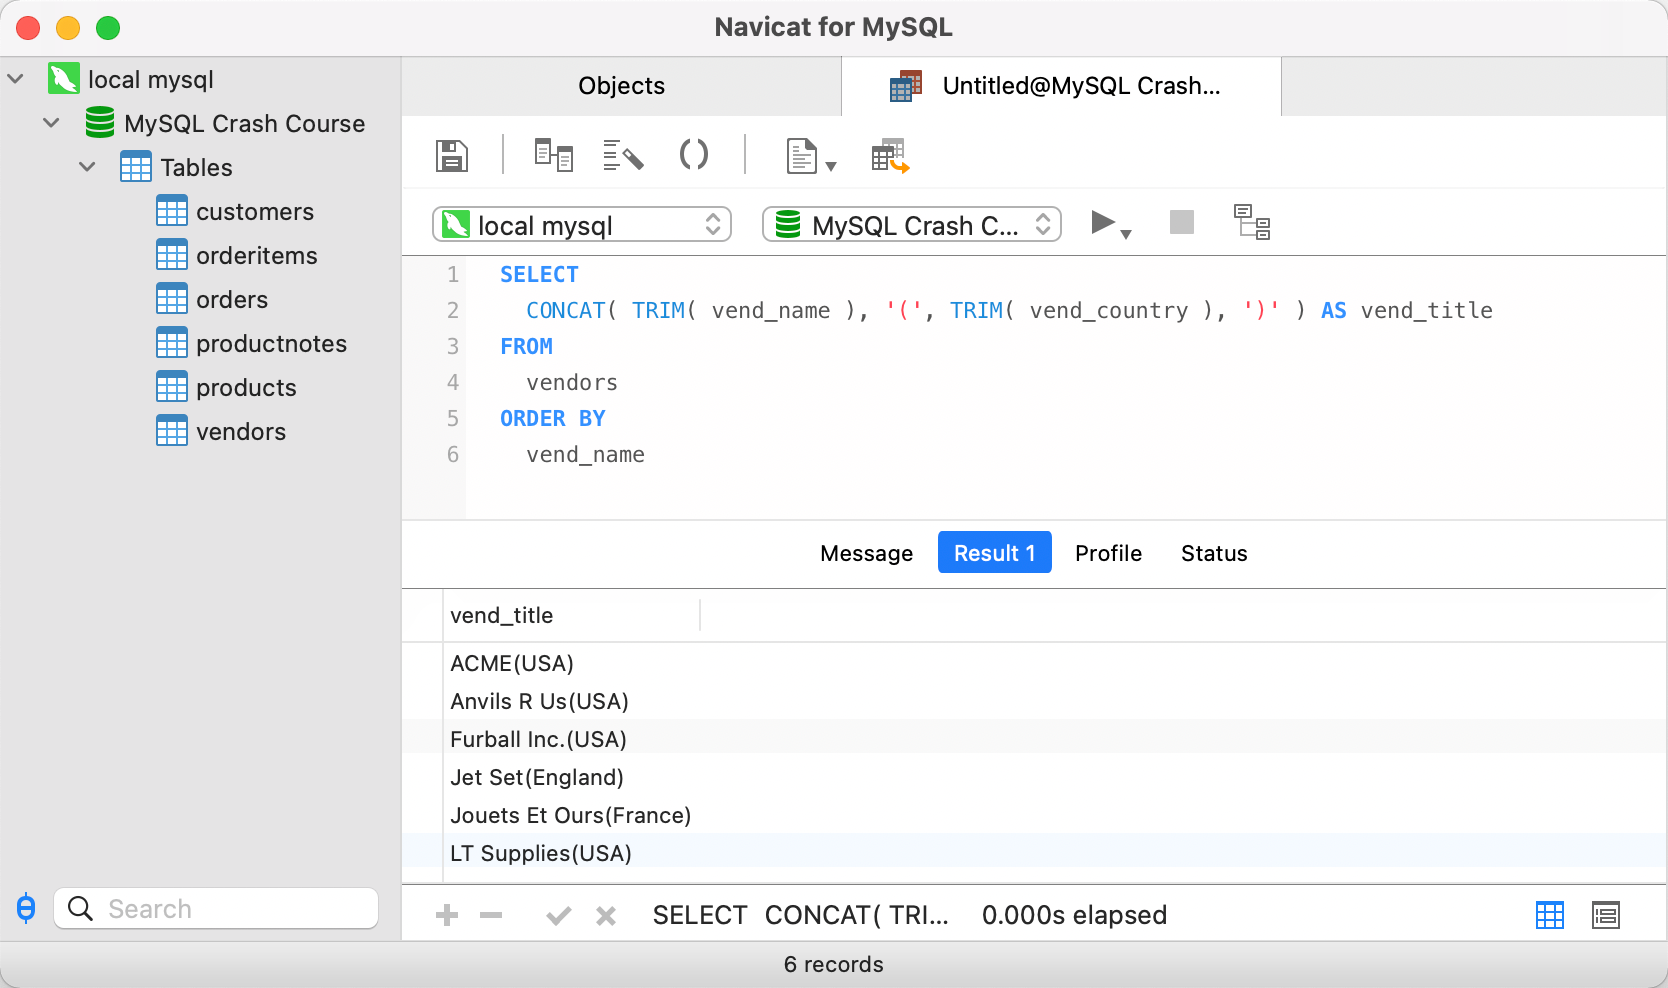 Navicat for MySQL
local mysql
MySQL Crash Course
Tables
customers
orderitems
orders
productnotes
products
vendors
Search
Objects
Untitled@MySQL Crash...
local mysql
MySQL Crash C...
1 SELECT
2 CONCAT( TRIM( vend_name ), '(', TRIM( vend_country ), ')' ) AS vend_title
3 FROM
4 vendors
5 ORDER BY
6 vend_name
Message Result 1 Profile Status
vend_title
ACME(USA)
Anvils R Us(USA)
Furball Inc.(USA)
Jet Set(England)
Jouets Et Ours(France)
LT Supplies(USA)
SELECT CONCAT( TRI... 0.000s elapsed
6 records